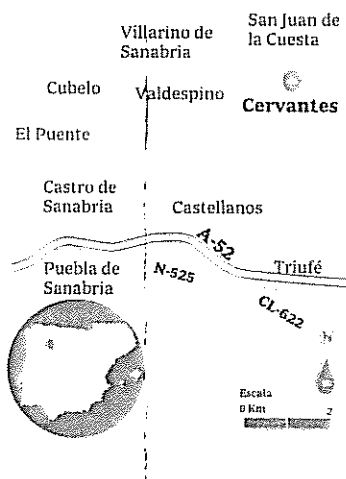 San Juan de
la Cuesta
Villarino de
Sanabria
Cubelo
Valdespino
Cervantes
El Puente
Castro de
Sanabria
Castellanos
A-52
Puebla de
Sanabria
N-525
Triufé
CL-622
N
Escala
0 Km 2